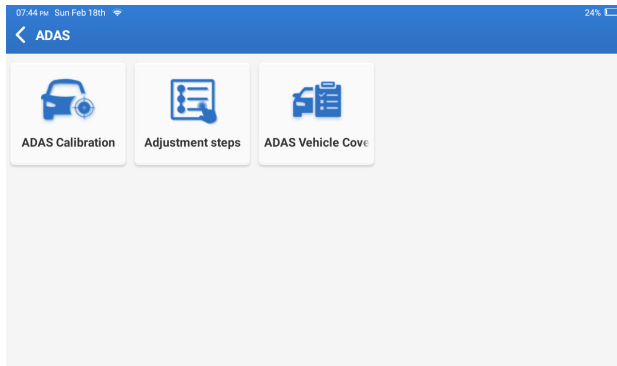 07:44 PM Sun Feb 18th
24%
ADAS
ADAS Calibration
Adjustment steps
ADAS Vehicle Cove